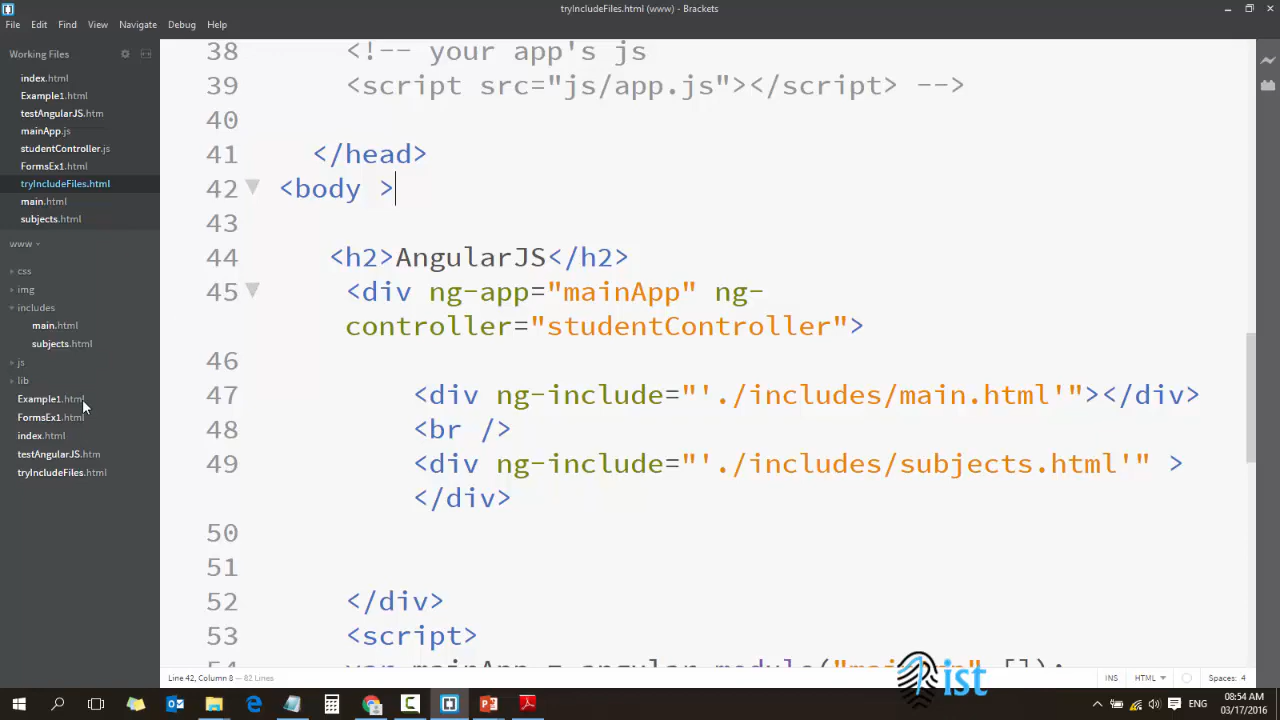 tryIncludeFiles.html (www) - Brackets
File Edit Find View Navigate Debug Help
Working Files
index.html
Example1.html
testAngularJS.htm
mainApp.js
studentController.js
FormsEx1.html
tryIncludeFiles.html
main.html
subjects.html
www
css
img
includes
main.html
subjects.html
js
lib
Example1.html
FormsEx1.html
index.html
testAngularJS.htm
tryIncludeFiles.html
38 <!-- your app's js
39 <script src="js/app.js"></script> -->
40
41 </head>
42 <body >
43
44 <h2>AngularJS</h2>
45 <div ng-app="mainApp" ng-
controller="studentController">
46
47 <div ng-include="'./includes/main.html'"></div>
48 <br />
49 <div ng-include="'./includes/subjects.html'" >
</div>
50
51
52 </div>
53 <script>
54 var mainApp = angular.module("mainApp", []);
Line 42, Column 8 — 82 Lines
INS HTML Spaces: 4
ist
08:54 AM
03/17/2016